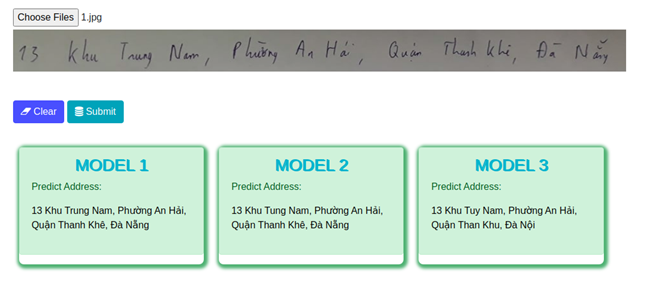 Choose Files 1.jpg
13 Khu Trung Nam, Phường An Hải, Quận Thanh Khê, Đà Nẵng
Clear Submit
MODEL 1
Predict Address:
13 Khu Trung Nam, Phường An Hải,
Quận Thanh Khê, Đà Nẵng
MODEL 2
Predict Address:
13 Khu Tung Nam, Phường An Hải,
Quận Thanh Khê, Đà Nẵng
MODEL 3
Predict Address:
13 Khu Tuy Nam, Phường An Hải,
Quận Than Khu, Đà Nội